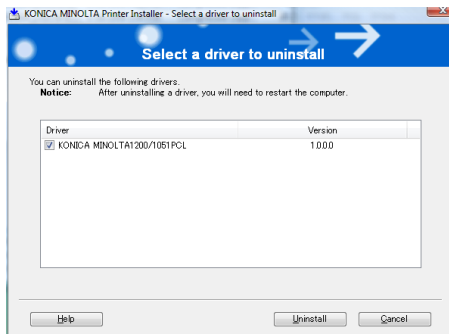 KONICA MINOLTA Printer Installer - Select a driver to uninstall
Select a driver to uninstall
You can uninstall the following drivers.
Notice: After uninstalling a driver, you will need to restart the computer.
Driver Version
KONICA MINOLTA1200/1051PCL 1.0.0.0
Help Uninstall Cancel